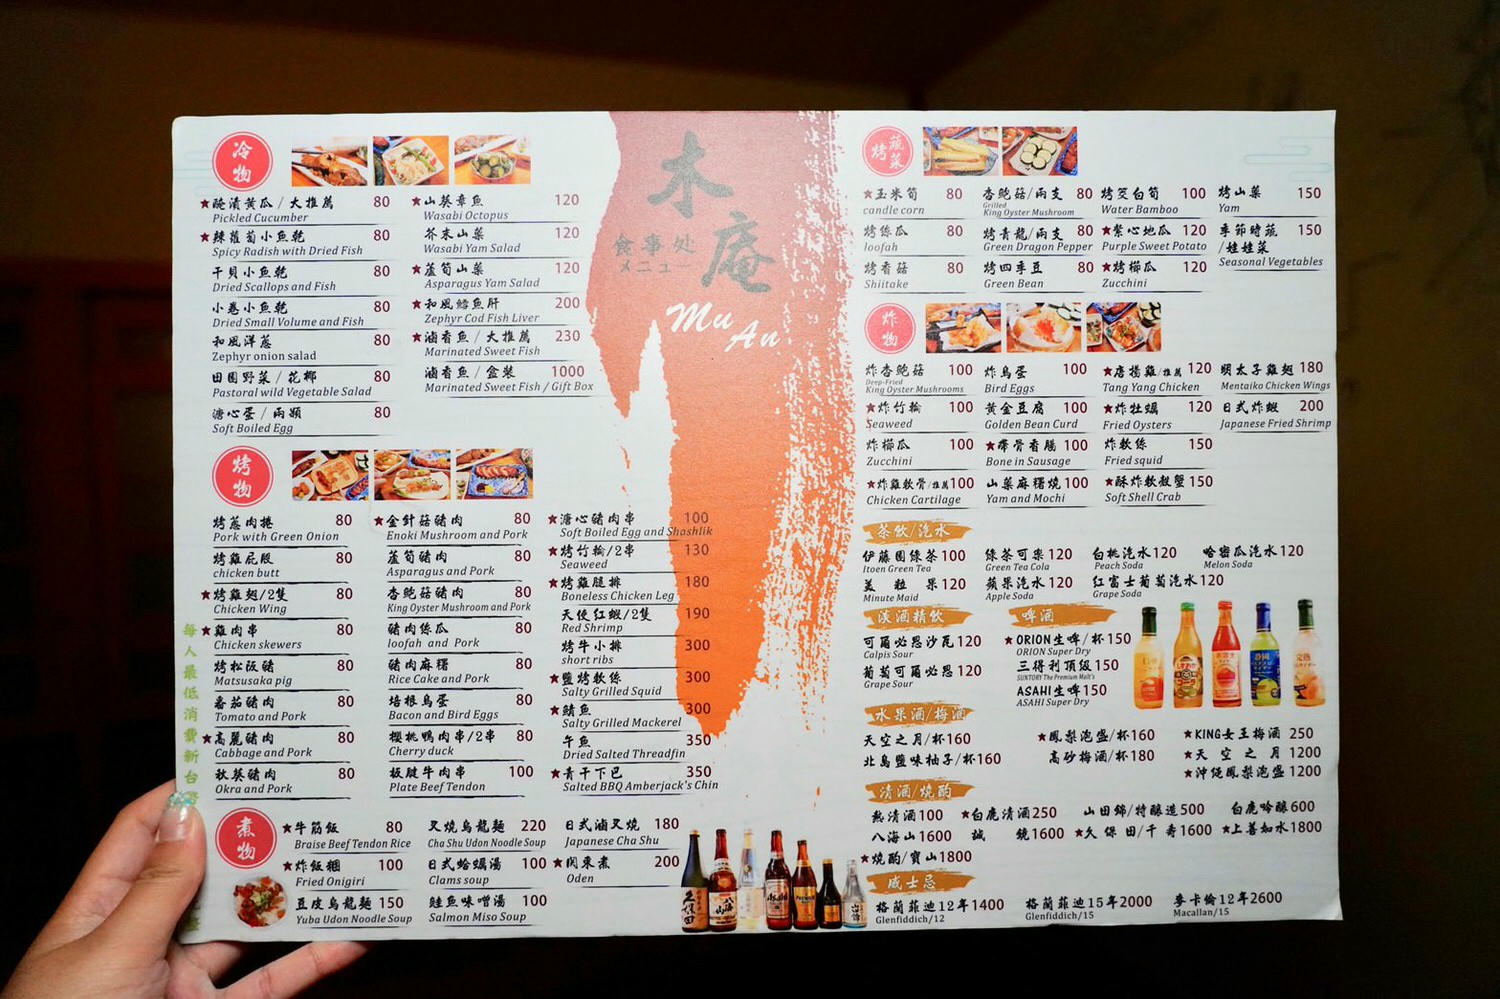 冷物
★醃漬黃瓜 / 大推薦 80
Pickled Cucumber
★辣蘿蔔小魚乾 80
Spicy Radish with Dried Fish
干貝小魚乾 80
Dried Scallops and Fish
小卷小魚乾 80
Dried Small Volume and Fish
和風洋蔥 80
Zephyr onion salad
田園野菜 / 花椰 80
Pastoral wild Vegetable Salad
溏心蛋 / 兩顆 80
Soft Boiled Egg
★山葵章魚 120
Wasabi Octopus
芥末山藥 120
Wasabi Yam Salad
★蘆筍山藥 120
Asparagus Yam Salad
★和風鱈魚肝 200
Zephyr Cod Fish Liver
★滷香魚 / 大推薦 230
Marinated Sweet Fish
滷香魚 / 盒裝 1000
Marinated Sweet Fish / Gift Box
烤物
烤蔥肉捲 80
Pork with Green Onion
烤雞屁股 80
chicken butt
★烤雞翅/2隻 80
Chicken Wing
★雞肉串 80
Chicken skewers
烤松阪豬 80
Matsusaka pig
番茄豬肉 80
Tomato and Pork
★高麗豬肉 80
Cabbage and Pork
秋葵豬肉 80
Okra and Pork
★金針菇豬肉 80
Enoki Mushroom and Pork
蘆筍豬肉 80
Asparagus and Pork
杏鮑菇豬肉 80
King Oyster Mushroom and Pork
豬肉絲瓜 80
loofah and Pork
豬肉麻糬 80
Rice Cake and Pork
培根鳥蛋 80
Bacon and Bird Eggs
櫻桃鴨肉串/2串 80
Cherry duck
板腱牛肉串 100
Plate Beef Tendon
★溏心豬肉串 100
Soft Boiled Egg and Shashlik
★烤竹輪/2串 130
Seaweed
★烤雞腿排 180
Boneless Chicken Leg
天使紅蝦/2隻 190
Red Shrimp
烤牛小排 300
short ribs
★鹽烤軟絲 300
Salty Grilled Squid
★鯖魚 300
Salty Grilled Mackerel
午魚 350
Dried Salted Threadfin
★青干下巴 350
Salted BBQ Amberjack's Chin
煮物
★牛筋飯 80
Braise Beef Tendon Rice
★炸飯糰 100
Fried Onigiri
豆皮烏龍麵 150
Yuba Udon Noodle Soup
叉燒烏龍麵 220
Cha Shu Udon Noodle Soup
日式蛤蠣湯 100
Clams soup
鮭魚味噌湯 100
Salmon Miso Soup
日式滷叉燒 180
Japanese Cha Shu
★関東煮 200
Oden
每人最低消費新台
木庵
食事処
メニュー
Mu An
烤蔬菜
★玉米筍 80
candle corn
烤絲瓜 80
loofah
烤香菇 80
Shiitake
杏鮑菇/兩支 80
Grilled
King Oyster Mushroom
烤青龍/兩支 80
Green Dragon Pepper
烤四季豆 80
Green Bean
烤茭白筍 100
Water Bamboo
★紫心地瓜 120
Purple Sweet Potato
★烤櫛瓜 120
Zucchini
烤山藥 150
Yam
季節時蔬 150
/娃娃菜
Seasonal Vegetables
炸物
炸杏鮑菇 100
Deep-Fried
King Oyster Mushrooms
★炸竹輪 100
Seaweed
炸櫛瓜 100
Zucchini
★炸雞軟骨/推薦 100
Chicken Cartilage
炸鳥蛋 100
Bird Eggs
黃金豆腐 100
Golden Bean Curd
★帶骨香腸 100
Bone in Sausage
山藥麻糬燒 100
Yam and Mochi
★唐揚雞/推薦 120
Tang Yang Chicken
★炸牡蠣 120
Fried Oysters
炸軟絲 150
Fried squid
★酥炸軟殼蟹 150
Soft Shell Crab
明太子雞翅 180
Mentaiko Chicken Wings
日式炸蝦 200
Japanese Fried Shrimp
茶飲/汽水
伊藤園綠茶 100
Itoen Green Tea
綠茶可樂 120
Green Tea Cola
白桃汽水 120
Peach Soda
哈密瓜汽水 120
Melon Soda
美粒果 120
Minute Maid
蘋果汽水 120
Apple Soda
紅富士葡萄汽水 120
Grape Soda
漢酒精飲
可爾必思沙瓦 120
Calpis Sour
葡萄可爾必思 120
Grape Sour
啤酒
★ORION生啤/杯 150
ORION Super Dry
三得利頂級 150
SUNTORY The Premium Malt's
ASAHI生啤 150
ASAHI Super Dry
水果酒/梅酒
天空之月/杯 160
★鳳梨泡盛/杯 160
★KING女王梅酒 250
北島鹽味柚子/杯 160
高砂梅酒/杯 180
★天空之月 1200
★沖繩鳳梨泡盛 1200
清酒/燒酌
熱清酒 100
★白鹿清酒 250
山田錦/特釀造 500
白鹿吟釀 600
八海山 1600
誠鏡 1600
★久保田/千壽 1600
★上善如水 1800
★燒酌/寶山 1800
威士忌
格蘭菲迪12年 1400
Glenfiddich/12
格蘭菲迪15年 2000
Glenfiddich/15
麥卡倫12年 2600
Macallan/15